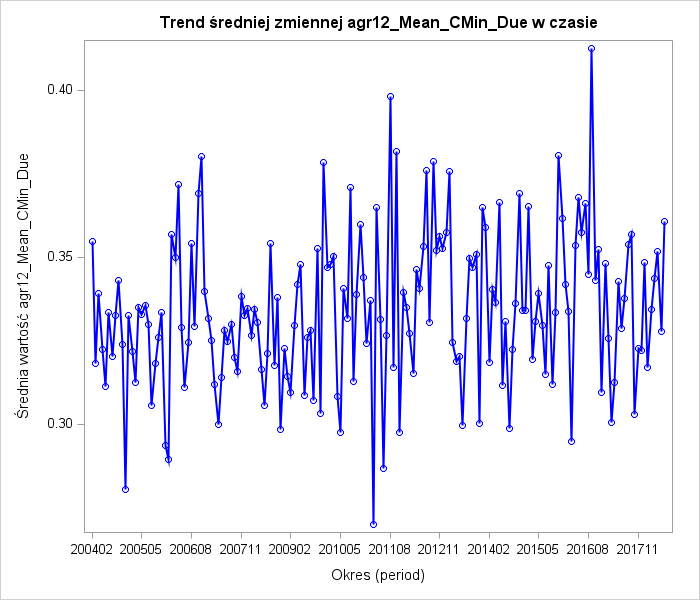 Trend średniej zmiennej agr12_Mean_CMin_Due w czasie
Średnia wartość agr12_Mean_CMin_Due
0.40
0.35
0.30
200402 200505 200608 200711 200902 201005 201108 201211 201402 201505 201608 201711
Okres (period)